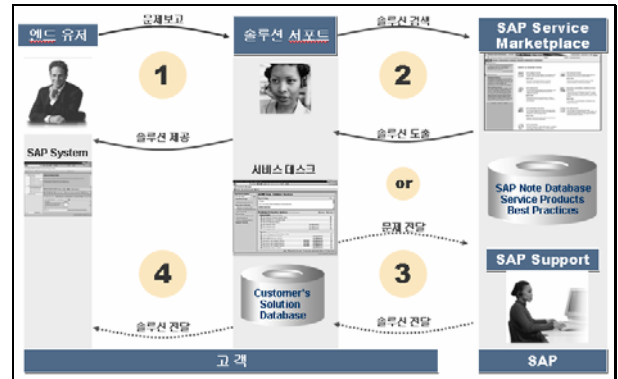 엔드 유저
문제보고
솔루션 서포트
솔루션 검색
SAP Service
Marketplace
1
2
솔루션 제공
솔루션 도출
SAP System
서비스 데스크
or
SAP Note Database
Service Products
Best Practices
문제 전달
SAP Support
4
3
Customer's
Solution
Database
솔루션 전달
솔루션 전달
고 객
SAP